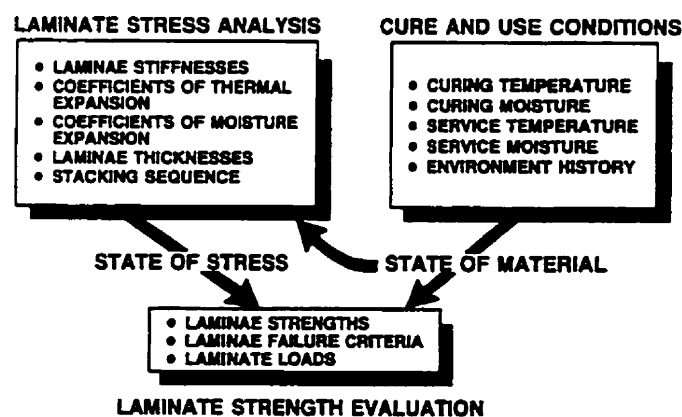 LAMINATE STRESS ANALYSIS
• LAMINAE STIFFNESSES
• COEFFICIENTS OF THERMAL
EXPANSION
• COEFFICIENTS OF MOISTURE
EXPANSION
• LAMINAE THICKNESSES
• STACKING SEQUENCE
CURE AND USE CONDITIONS
• CURING TEMPERATURE
• CURING MOISTURE
• SERVICE TEMPERATURE
• SERVICE MOISTURE
• ENVIRONMENT HISTORY
STATE OF STRESS
STATE OF MATERIAL
• LAMINAE STRENGTHS
• LAMINAE FAILURE CRITERIA
• LAMINATE LOADS
LAMINATE STRENGTH EVALUATION